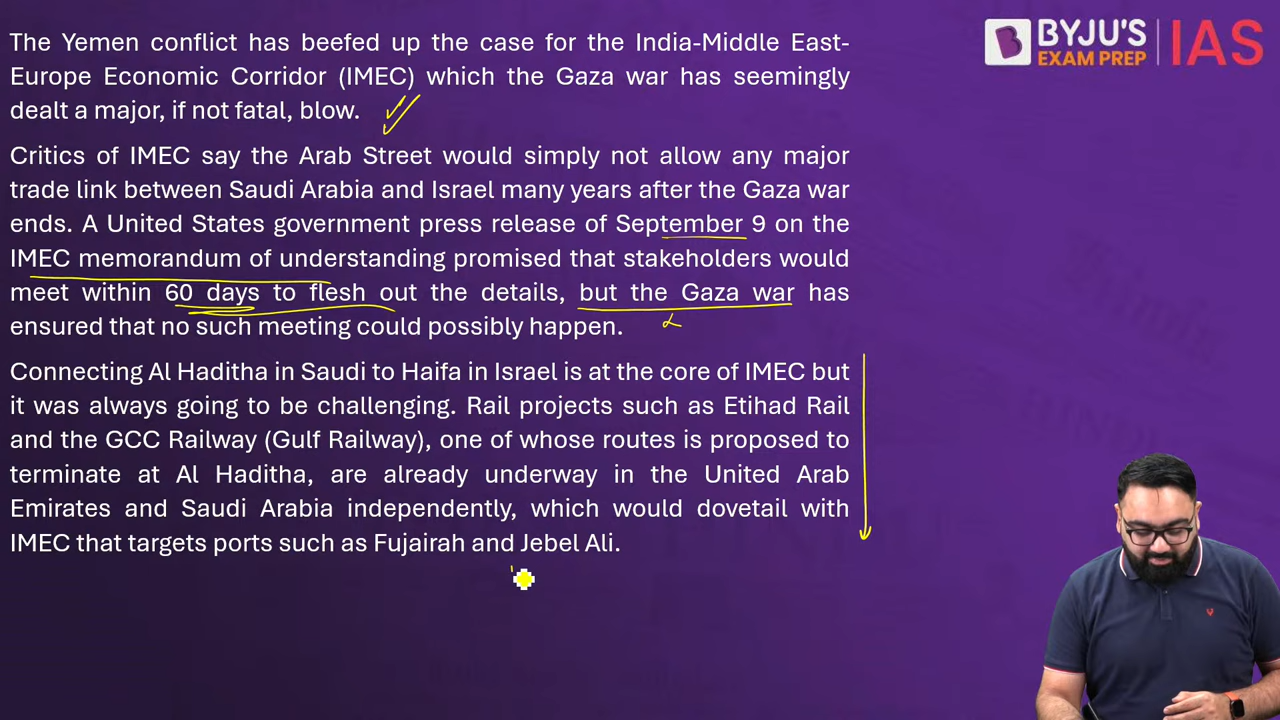 The Yemen conflict has beefed up the case for the India-Middle East-
Europe Economic Corridor (IMEC) which the Gaza war has seemingly
dealt a major, if not fatal, blow.
Critics of IMEC say the Arab Street would simply not allow any major
trade link between Saudi Arabia and Israel many years after the Gaza war
ends. A United States government press release of September 9 on the
IMEC memorandum of understanding promised that stakeholders would
meet within 60 days to flesh out the details, but the Gaza war has
ensured that no such meeting could possibly happen.
Connecting Al Haditha in Saudi to Haifa in Israel is at the core of IMEC but
it was always going to be challenging. Rail projects such as Etihad Rail
and the GCC Railway (Gulf Railway), one of whose routes is proposed to
terminate at Al Haditha, are already underway in the United Arab
Emirates and Saudi Arabia independently, which would dovetail with
IMEC that targets ports such as Fujairah and Jebel Ali.
BYJU'S
EXAM PREP
IAS